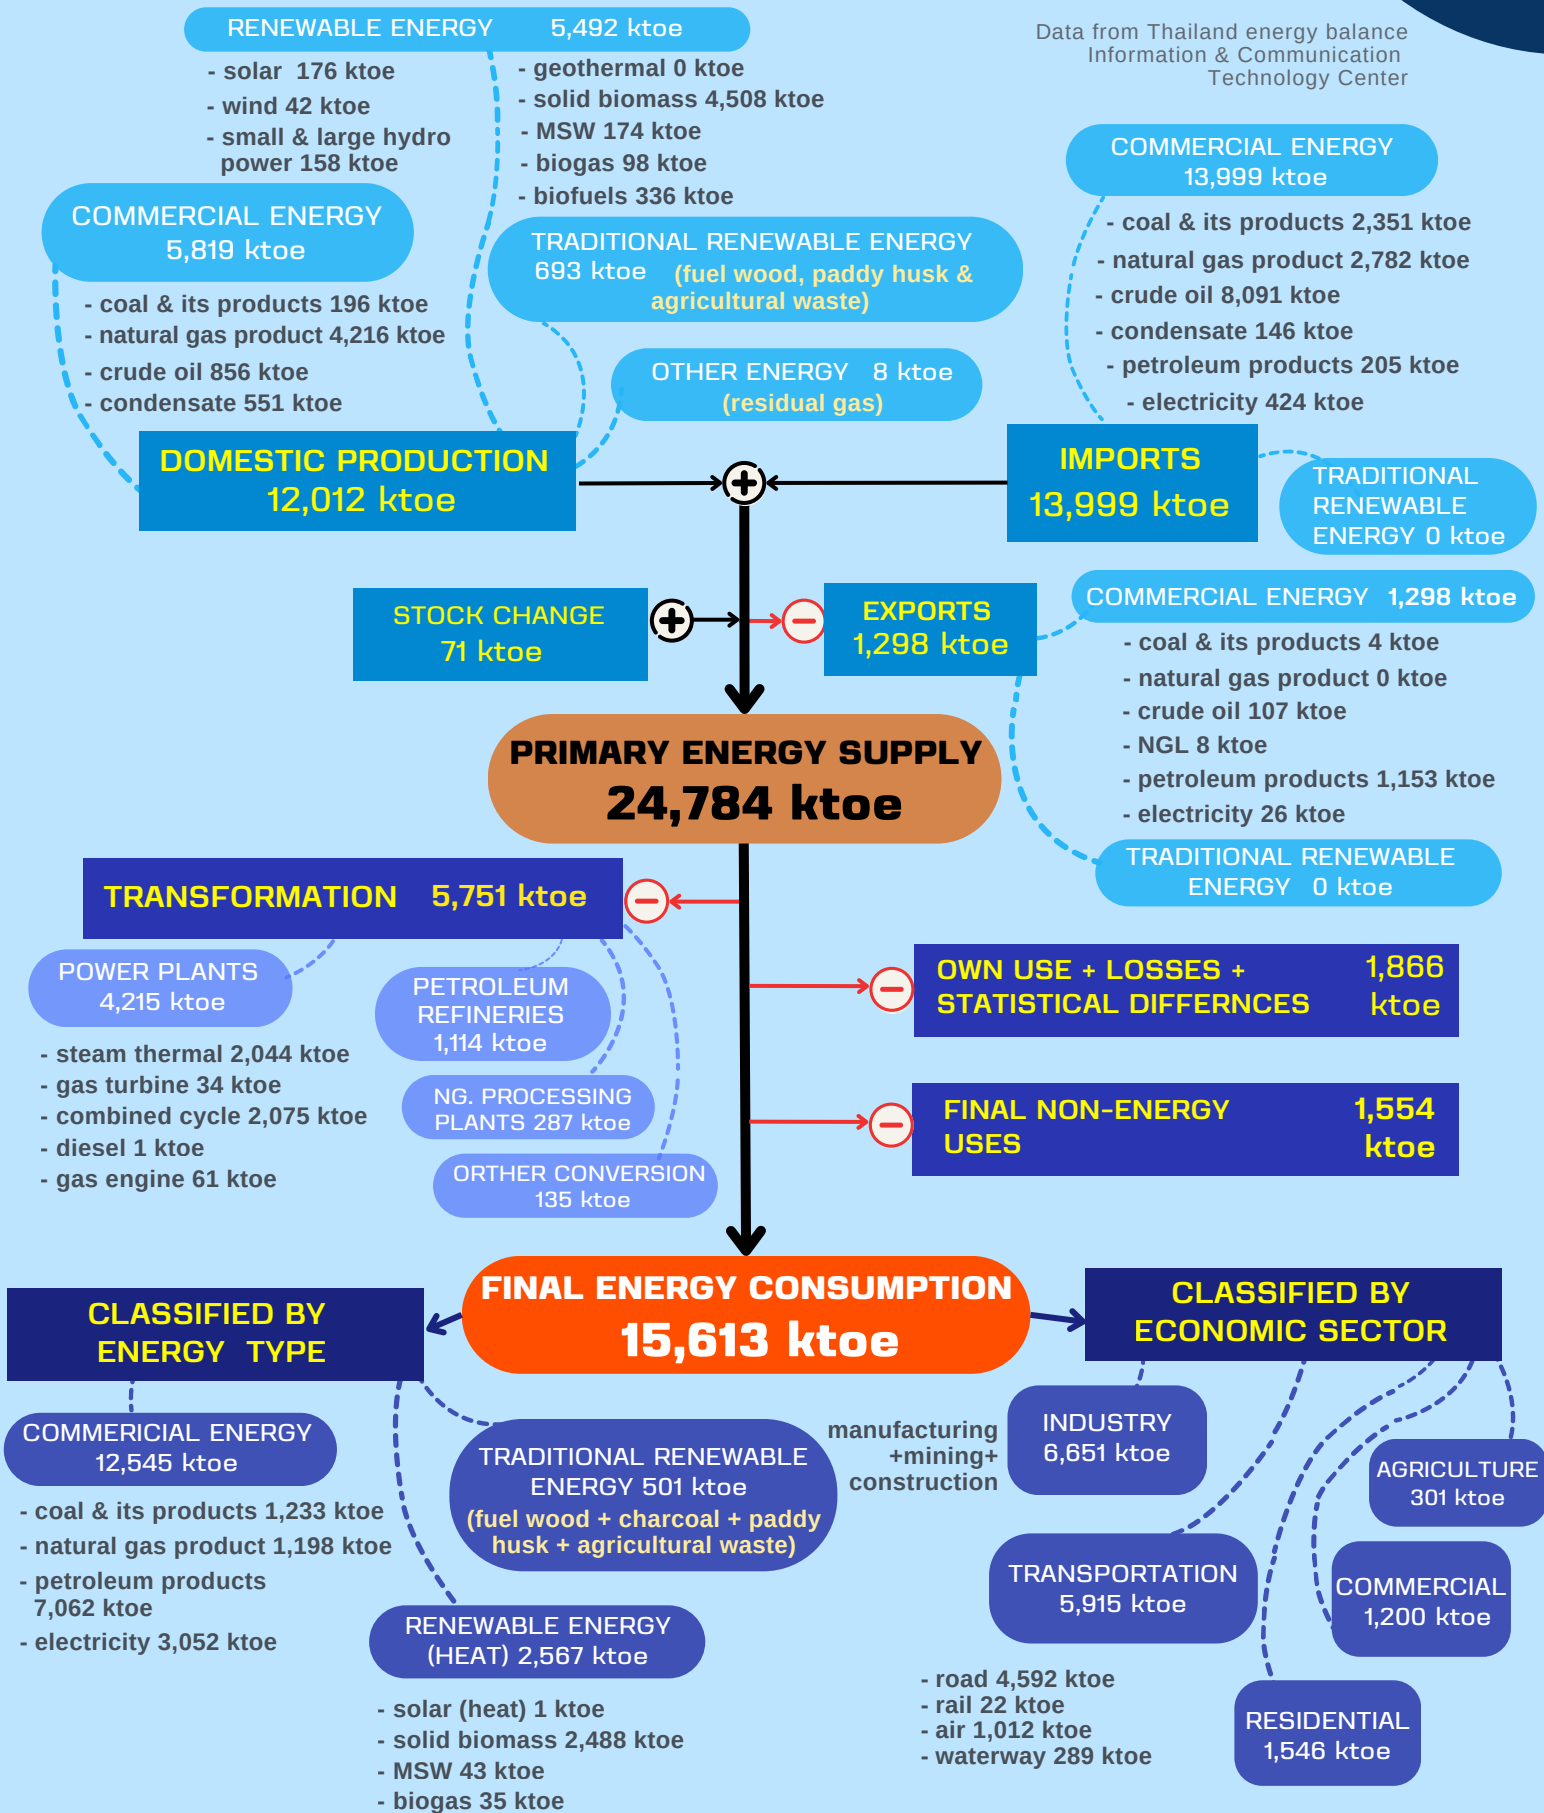 RENEWABLE ENERGY 5,492 ktoe
- solar 176 ktoe
- wind 42 ktoe
- small & large hydro
power 158 ktoe
- geothermal 0 ktoe
- solid biomass 4,508 ktoe
- MSW 174 ktoe
- biogas 98 ktoe
- biofuels 336 ktoe
Data from Thailand energy balance
Information & Communication
Technology Center
COMMERCIAL ENERGY
5,819 ktoe
- coal & its products 196 ktoe
- natural gas product 4,216 ktoe
- crude oil 856 ktoe
- condensate 551 ktoe
TRADITIONAL RENEWABLE ENERGY
693 ktoe (fuel wood, paddy husk &
agricultural waste)
OTHER ENERGY 8 ktoe
(residual gas)
COMMERCIAL ENERGY
13,999 ktoe
- coal & its products 2,351 ktoe
- natural gas product 2,782 ktoe
- crude oil 8,091 ktoe
- condensate 146 ktoe
- petroleum products 205 ktoe
- electricity 424 ktoe
DOMESTIC PRODUCTION
12,012 ktoe
IMPORTS
13,999 ktoe
TRADITIONAL
RENEWABLE
ENERGY 0 ktoe
STOCK CHANGE
71 ktoe
EXPORTS
1,298 ktoe
COMMERCIAL ENERGY 1,298 ktoe
- coal & its products 4 ktoe
- natural gas product 0 ktoe
- crude oil 107 ktoe
- NGL 8 ktoe
- petroleum products 1,153 ktoe
- electricity 26 ktoe
TRADITIONAL RENEWABLE
ENERGY 0 ktoe
PRIMARY ENERGY SUPPLY
24,784 ktoe
TRANSFORMATION 5,751 ktoe
POWER PLANTS
4,215 ktoe
- steam thermal 2,044 ktoe
- gas turbine 34 ktoe
- combined cycle 2,075 ktoe
- diesel 1 ktoe
- gas engine 61 ktoe
PETROLEUM
REFINERIES
1,114 ktoe
NG. PROCESSING
PLANTS 287 ktoe
ORTHER CONVERSION
135 ktoe
OWN USE + LOSSES +
STATISTICAL DIFFERNCES
1,866
ktoe
FINAL NON-ENERGY
USES
1,554
ktoe
FINAL ENERGY CONSUMPTION
15,613 ktoe
CLASSIFIED BY
ENERGY TYPE
COMMERICIAL ENERGY
12,545 ktoe
- coal & its products 1,233 ktoe
- natural gas product 1,198 ktoe
- petroleum products
7,062 ktoe
- electricity 3,052 ktoe
TRADITIONAL RENEWABLE
ENERGY 501 ktoe
(fuel wood + charcoal + paddy
husk + agricultural waste)
RENEWABLE ENERGY
(HEAT) 2,567 ktoe
- solar (heat) 1 ktoe
- solid biomass 2,488 ktoe
- MSW 43 ktoe
- biogas 35 ktoe
CLASSIFIED BY
ECONOMIC SECTOR
manufacturing
+mining+
construction
INDUSTRY
6,651 ktoe
TRANSPORTATION
5,915 ktoe
- road 4,592 ktoe
- rail 22 ktoe
- air 1,012 ktoe
- waterway 289 ktoe
AGRICULTURE
301 ktoe
COMMERCIAL
1,200 ktoe
RESIDENTIAL
1,546 ktoe